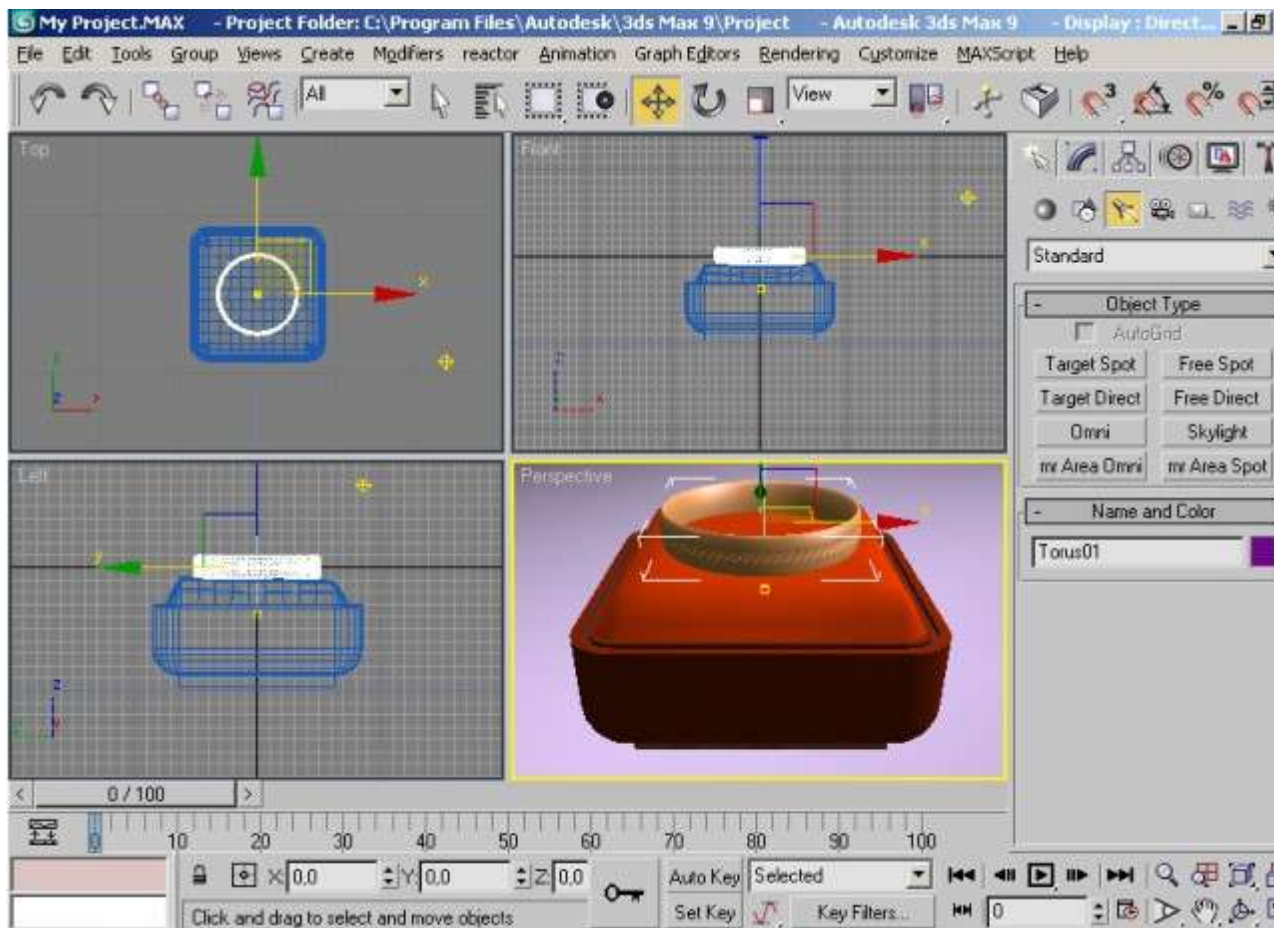 My Project.MAX - Project Folder: C:\Program Files\Autodesk\3ds Max 9\Project - Autodesk 3ds Max 9 - Display : Direct...
File Edit Tools Group Views Create Modifiers reactor Animation Graph Editors Rendering Customize MAXScript Help
All View 3 %
Top Front
x x
z x z x
Standard
- Object Type
AutoGrid
Target Spot Free Spot
Target Direct Free Direct
Omni Skylight
mr Area Omni mr Area Spot
Left Perspective
- Name and Color
Torus01
y
z
0 / 100
0 10 20 30 40 50 60 70 80 90 100
X: 0,0 Y: 0,0 Z: 0,0 Auto Key Selected
Click and drag to select and move objects Set Key Key Filters... 0